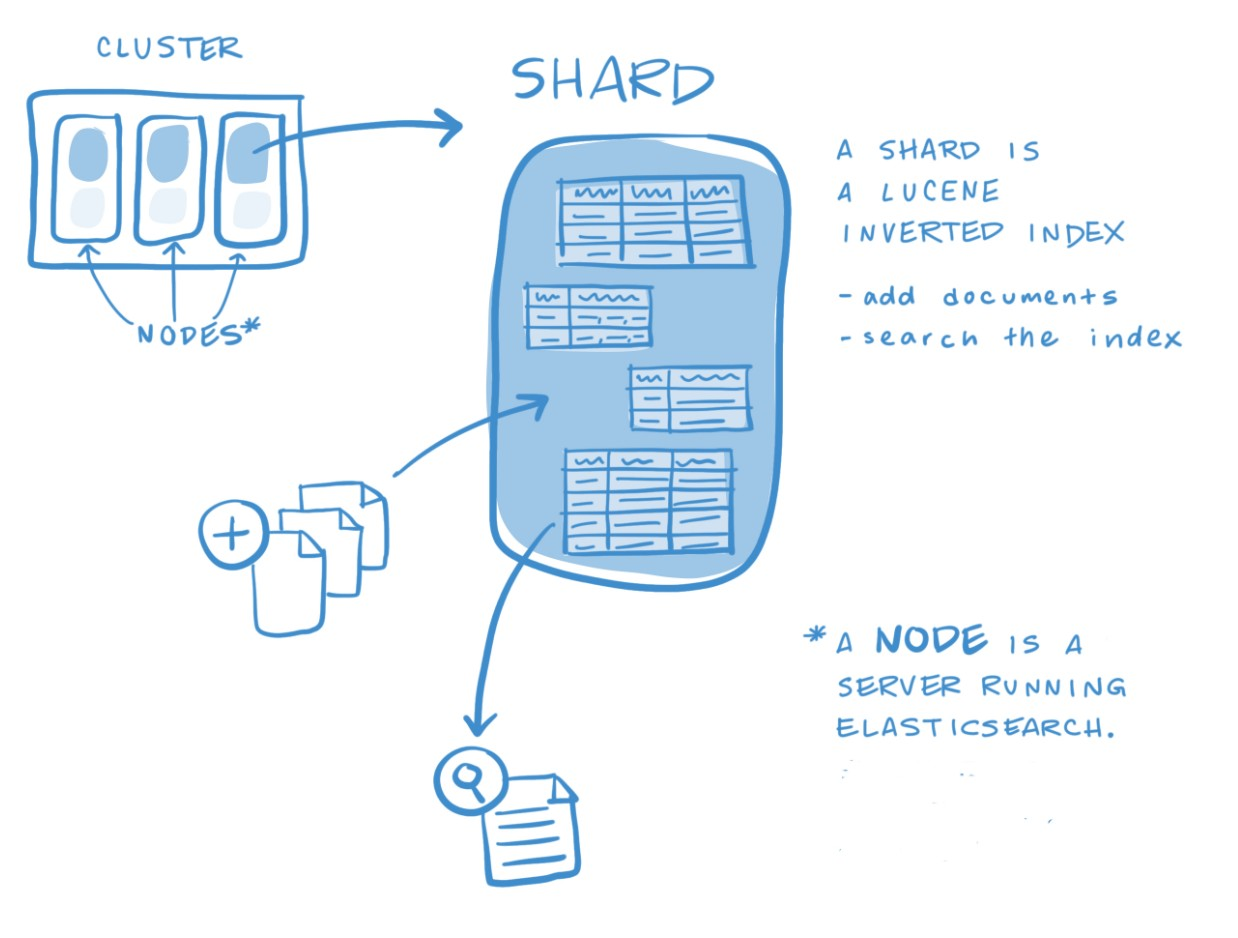 CLUSTER
NODES*
SHARD
A SHARD IS
A LUCENE
INVERTED INDEX
- add documents
- search the index
* A NODE IS A
SERVER RUNNING
ELASTICSEARCH.